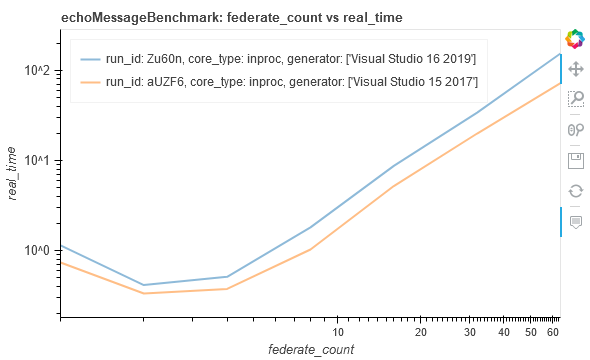 echoMessageBenchmark: federate_count vs real_time
run_id: Zu60n, core_type: inproc, generator: ['Visual Studio 16 2019']
run_id: aUZF6, core_type: inproc, generator: ['Visual Studio 15 2017']
10^2
10^1
10^0
real_time
10 20 30 40 50 60
federate_count